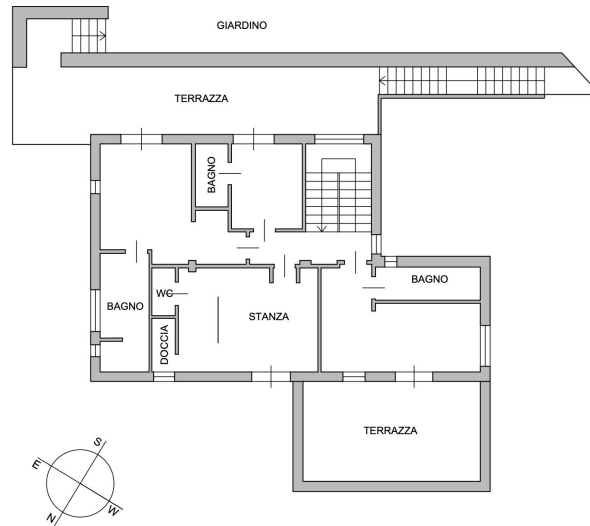 GIARDINO
TERRAZZA
BAGNO
BAGNO
BAGNO
WC
STANZA
DOCCIA
TERRAZZA
S
E
W
N